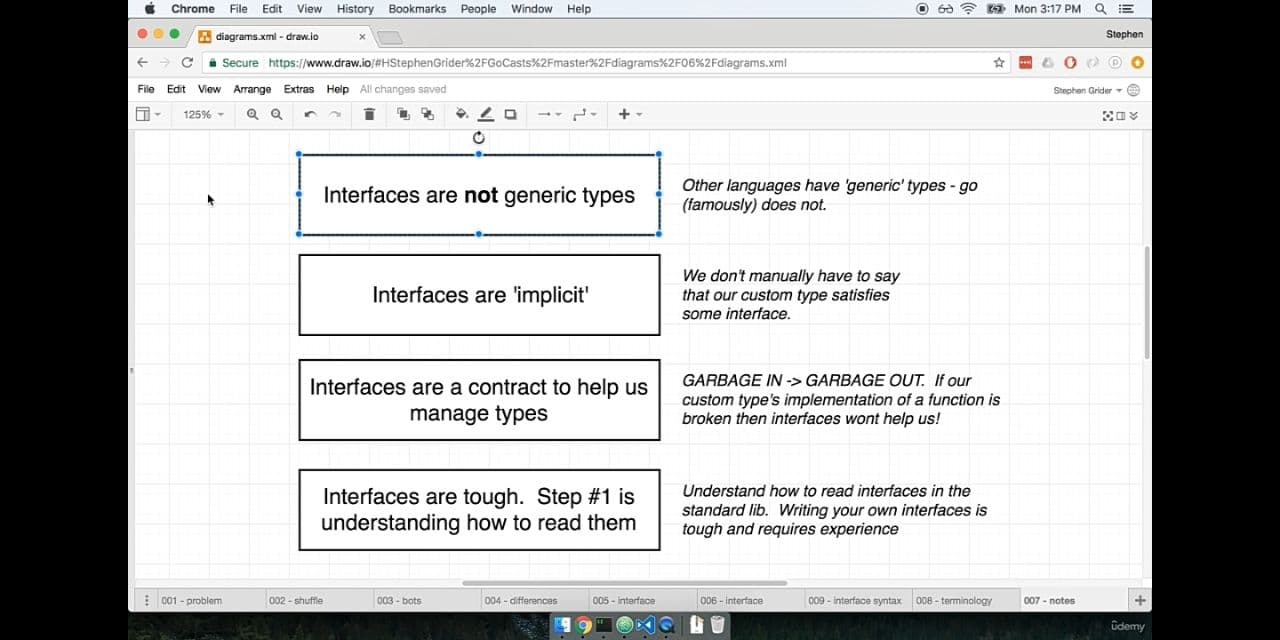 Chrome File Edit View History Bookmarks People Window Help Mon 3:17 PM
diagrams.xml - draw.io Stephen
Secure https://www.draw.io/#HStephenGrider%2FGoCasts%2Fmaster%2Fdiagrams%2F06%2Fdiagrams.xml
File Edit View Arrange Extras Help All changes saved Stephen Grider
125%
Interfaces are not generic types
Other languages have 'generic' types - go
(famously) does not.
Interfaces are 'implicit'
We don't manually have to say
that our custom type satisfies
some interface.
Interfaces are a contract to help us
manage types
GARBAGE IN -> GARBAGE OUT. If our
custom type's implementation of a function is
broken then interfaces wont help us!
Interfaces are tough. Step #1 is
understanding how to read them
Understand how to read interfaces in the
standard lib. Writing your own interfaces is
tough and requires experience
001 - problem 002 - shuffle 003 - bots 004 - differences 005 - interface 006 - interface 009 - interface syntax 008 - terminology 007 - notes
ûdemy